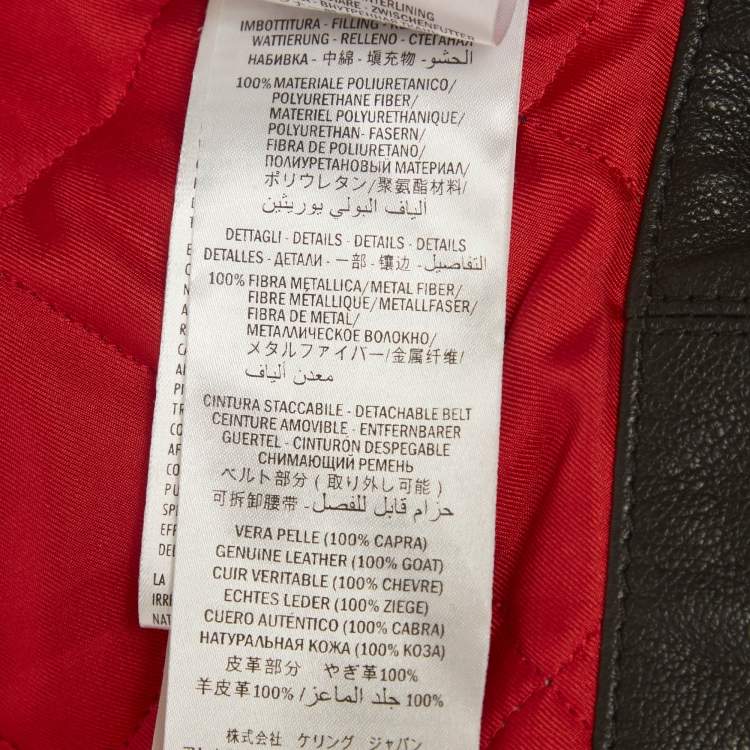 INTERLINING
ZWISCHENFUTTER
IMBOTTITURA - FILLING -
WATTIERUNG - RELLENO - СТЕГАНАЯ
НАБИВКА - 中綿 - 填充物 - الحشو
100% MATERIALE POLIURETANICO/
POLYURETHANE FIBER/
MATERIEL POLYURETHANIQUE/
POLYURETHAN- FASERN/
FIBRA DE POLIURETANO/
ПОЛИУРЕТАНОВЫЙ МАТЕРИАЛ/
ポリウレタン/聚氨酯材料/
ألياف البولي يوريثين
DETTAGLI - DETAILS - DETAILS - DETAILS
DETALLES - ДЕТАЛИ - 一部 - 镶边 - التفاصيل
100% FIBRA METALLICA/METAL FIBER/
FIBRE MÉTALLIQUE/METALLFASER/
FIBRA DE METAL/
МЕТАЛЛИЧЕСКОЕ ВОЛОКНО/
メタルファイバー/金属纤维/
معدن ألياف
CINTURA STACCABILE - DETACHABLE BELT
CEINTURE AMOVIBLE - ENTFERNBARER
GUERTEL - CINTURÓN DESPEGABLE
СНИМАЮЩИЙ РЕМЕНЬ
ベルト部分 ( 取り外し可能 )
可拆卸腰带 - حزام قابل للفصل
VERA PELLE (100% CAPRA)
GENUINE LEATHER (100% GOAT)
CUIR VERITABLE (100% CHEVRE)
ECHTES LEDER (100% ZIEGE)
CUERO AUTÉNTICO (100% CABRA)
НАТУРАЛЬНАЯ КОЖА (100% КОЗА)
皮革部分 やぎ革100%
羊皮革100% / جلد الماعز 100%
株式会社 ケリング ジャパン
LA